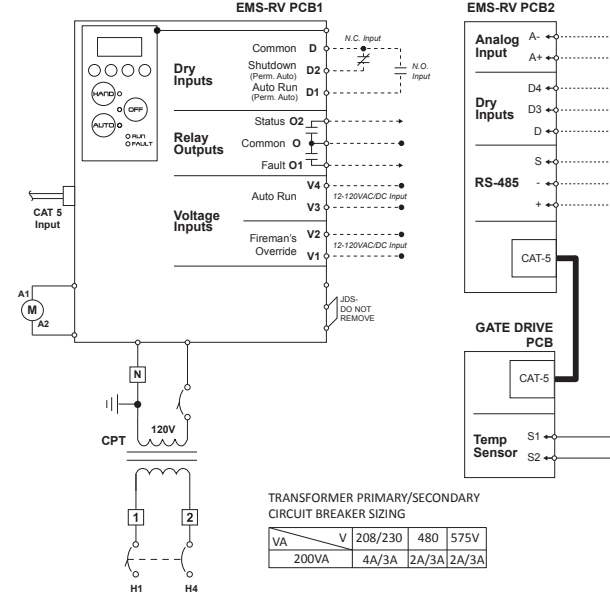 EMS-RV PCB1
HAND
OFF
AUTO
RUN
FAULT
Dry
Inputs
Common D
Shutdown D2
(Perm. Auto)
Auto Run D1
(Perm. Auto)
N.C. Input
N.O.
Input
Relay
Outputs
Status O2
Common O
Fault O1
Voltage
Inputs
Auto Run
V4
V3
12-120VAC/DC Input
Fireman's
Override
V2
V1
12-120VAC/DC Input
CAT 5
Input
A1
M
A2
JDS-
DO NOT
REMOVE
N
120V
CPT
1
2
H1
H4
EMS-RV PCB2
Analog
Input
A-
A+
Dry
Inputs
D4
D3
D
RS-485
S
-
+
CAT-5
GATE DRIVE
PCB
CAT-5
Temp
Sensor
S1
S2
TRANSFORMER PRIMARY/SECONDARY
CIRCUIT BREAKER SIZING
VA V 208/230 480 575V
200VA 4A/3A 2A/3A 2A/3A